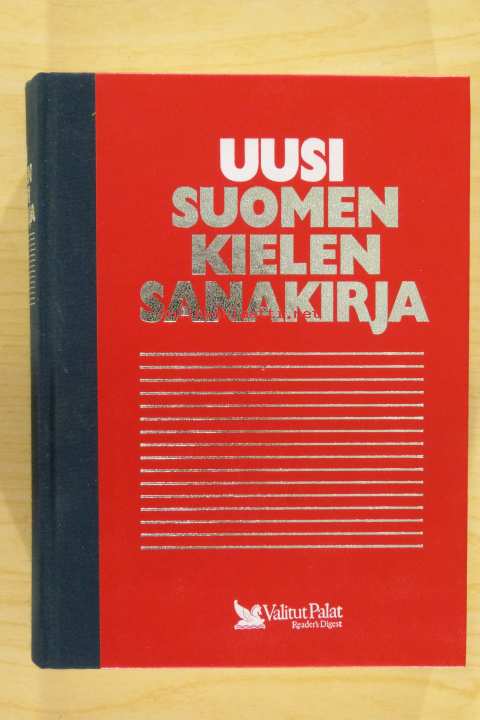 UUSI
SUOMEN
KIELEN
SANAKIRJA
Valitut Palat
Reader's Digest